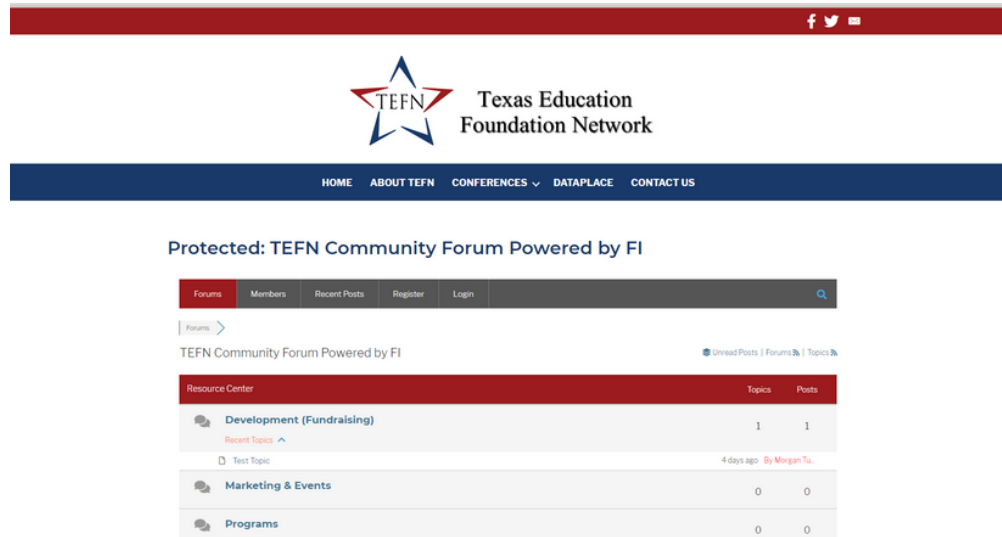 TEFN
Texas Education
Foundation Network
HOME ABOUT TEFN CONFERENCES DATAPLACE CONTACT US
Protected: TEFN Community Forum Powered by FI
Forums Members Recent Posts Register Login
Forums
TEFN Community Forum Powered by FI Unread Posts | Forums | Topics
Resource Center Topics Posts
Development (Fundraising) 1 1
Recent Topics
Test Topic 4 days ago By Morgan Tu..
Marketing & Events 0 0
Programs 0 0